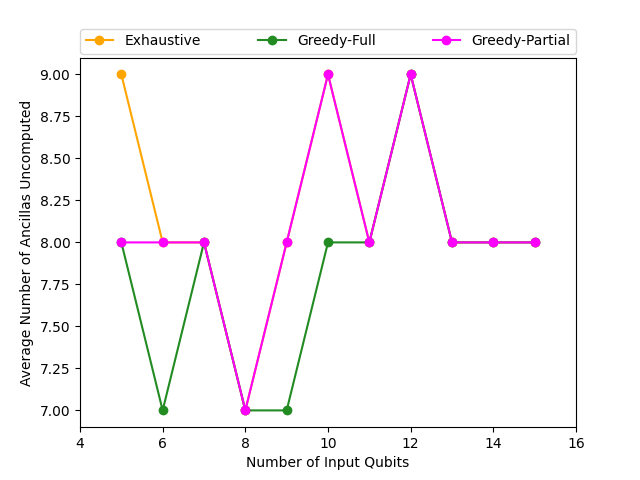 Exhaustive Greedy-Full Greedy-Partial
9.00
8.75
8.50
8.25
8.00
7.75
7.50
7.25
7.00
Average Number of Ancillas Uncomputed
4 6 8 10 12 14 16
Number of Input Qubits